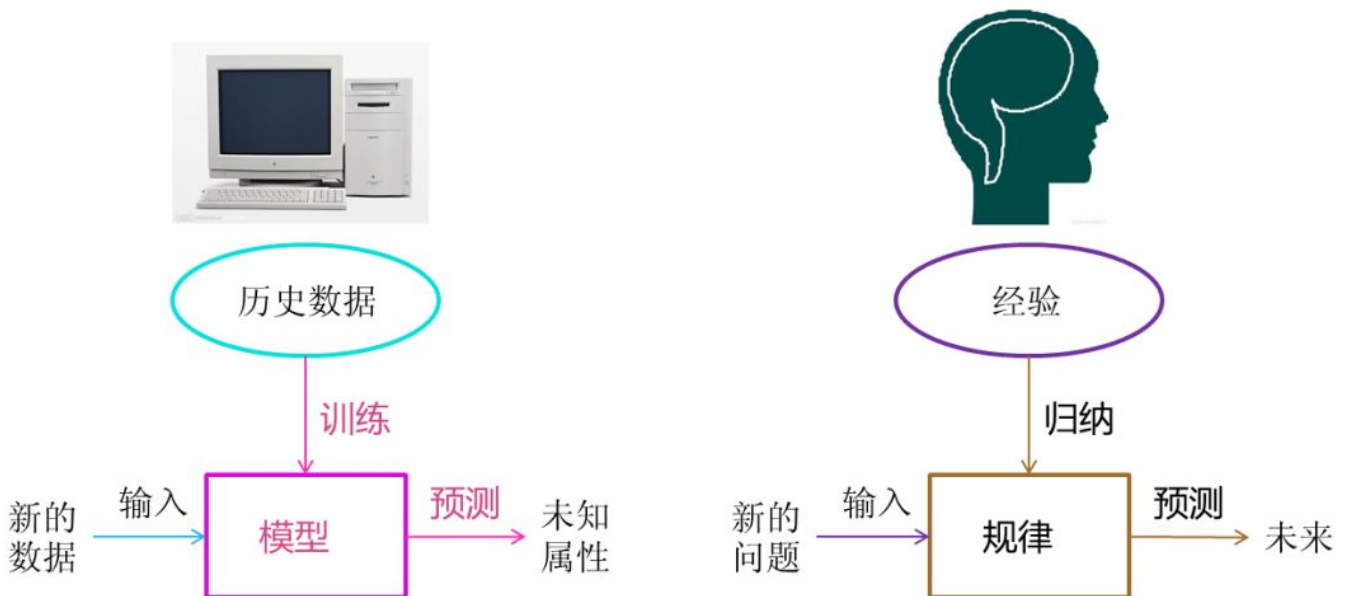 历史数据
训练
输入
模型
预测
新的
数据
未知
属性
经验
归纳
输入
规律
预测
新的
问题
未来